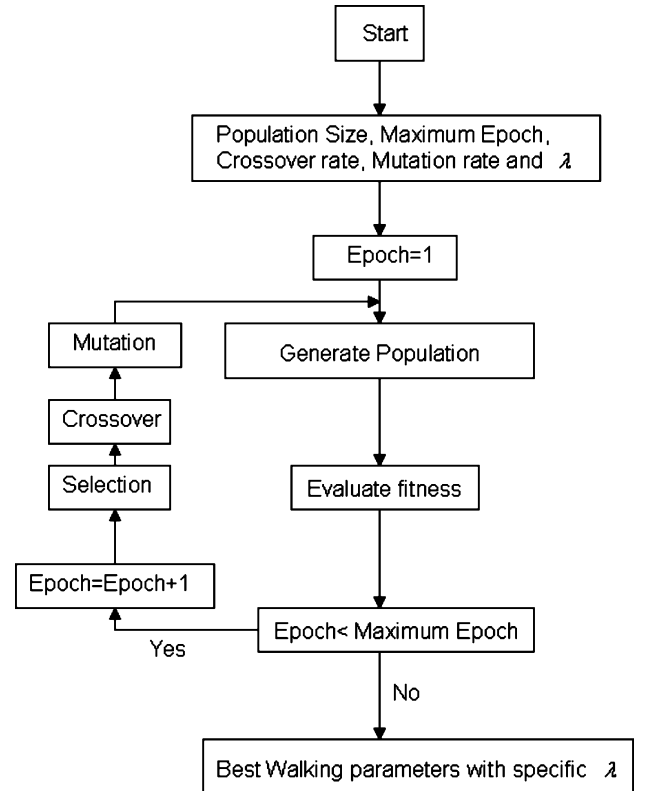 Start
Population Size, Maximum Epoch,
Crossover rate, Mutation rate and λ
Epoch=1
Mutation
Generate Population
Crossover
Selection
Evaluate fitness
Epoch=Epoch+1
Epoch< Maximum Epoch
Yes
No
Best Walking parameters with specific λ